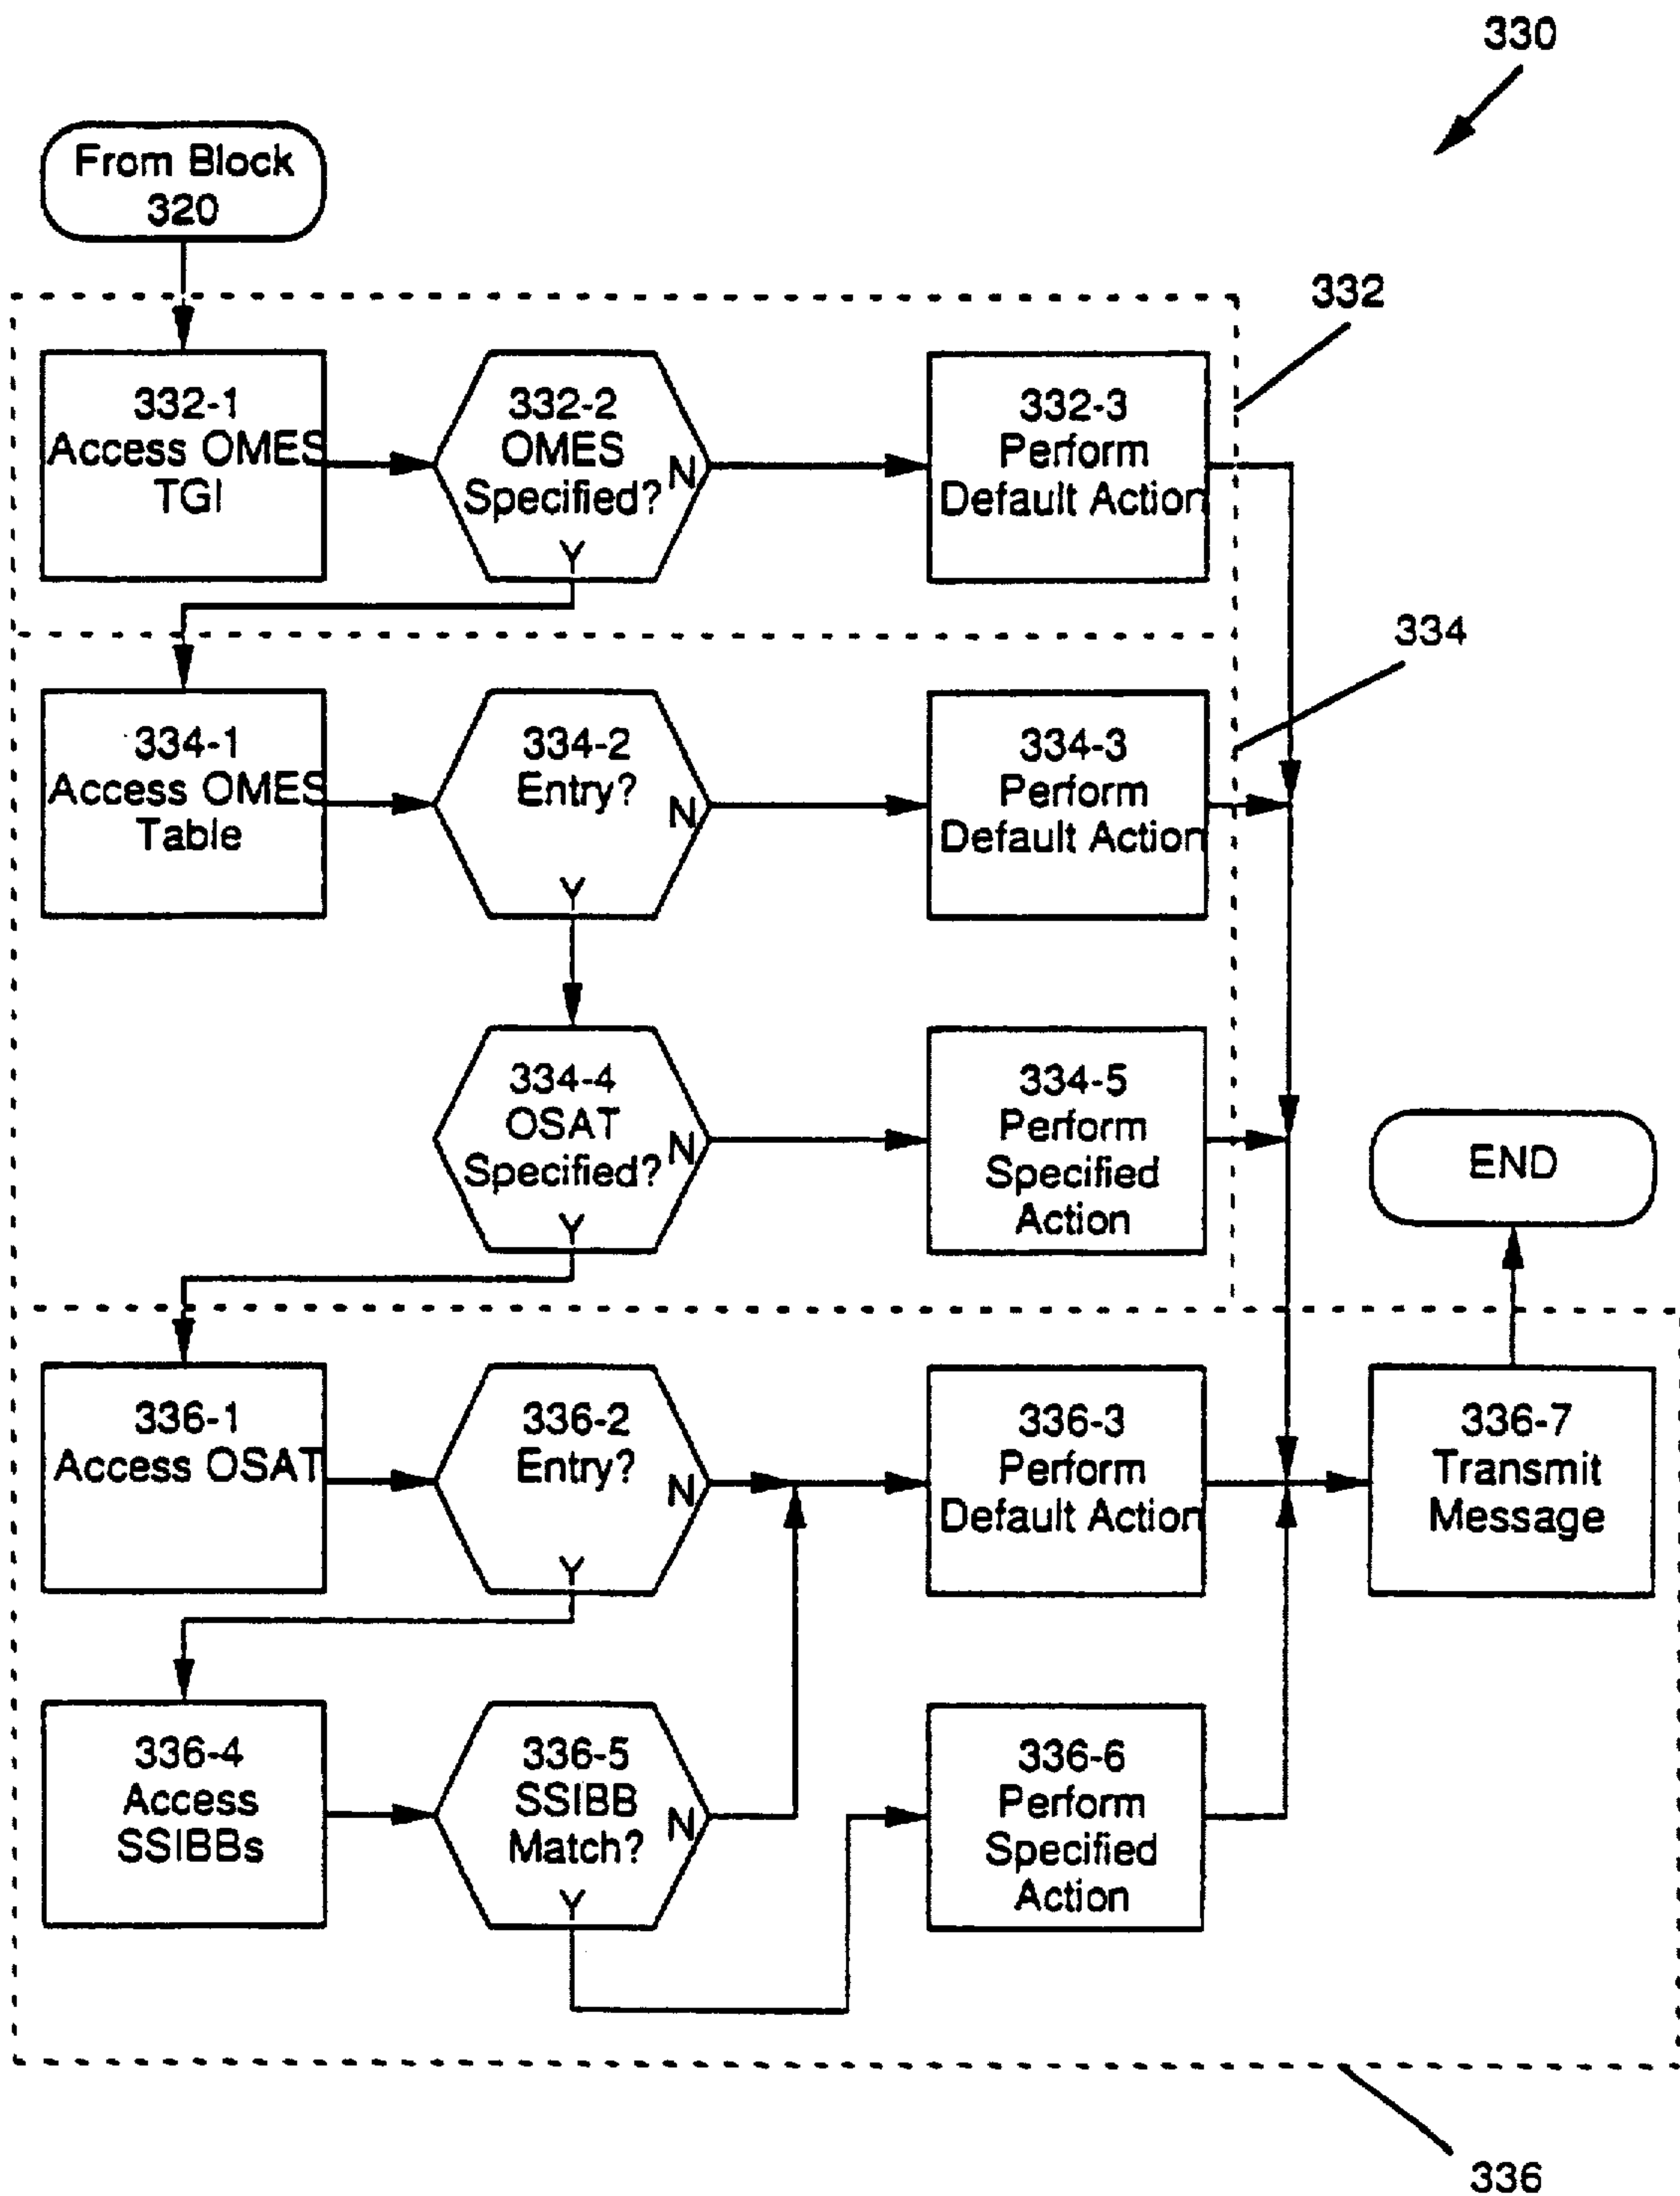 330
From Block
320
332
332-1
Access OMES
TGI
332-2
OMES
Specified?
N
Y
332-3
Perform
Default Action
334
334-1
Access OMES
Table
334-2
Entry?
N
Y
334-3
Perform
Default Action
334-4
OSAT
Specified?
N
Y
334-5
Perform
Specified
Action
END
336-1
Access OSAT
336-2
Entry?
N
Y
336-3
Perform
Default Action
336-7
Transmit
Message
336-4
Access
SSIBBs
336-5
SSIBB
Match?
N
Y
336-6
Perform
Specified
Action
336